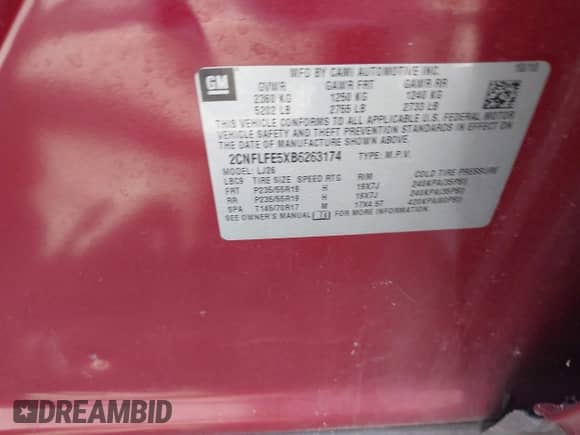 GM
MFD BY CAMI AUTOMOTIVE INC. 10/10
GVWR GAWR FRT GAWR RR
2360 KG 1250 KG 1240 KG
5202 LB 2755 LB 2733 LB
THIS VEHICLE CONFORMS TO ALL APPLICABLE U.S. FEDERAL MOTOR
VEHICLE SAFETY AND THEFT PREVENTION STANDARDS IN EFFECT
ON THE DATE OF MANUFACTURE SHOWN ABOVE.
2CNFLFE5XB6263174 TYPE: M.P.V.
MODEL: LJ26
LBC9 TIRE SIZE SPEED RTG RIM COLD TIRE PRESSURE
FRT P235/55R19 H 19X7J 240KPA(35PSI)
RR P235/55R19 H 19X7J 240KPA(35PSI)
SPA T145/70R17 M 17X4.5T 420KPA(60PSI)
SEE OWNER'S MANUAL FOR MORE INFORMATION.
DREAMBID